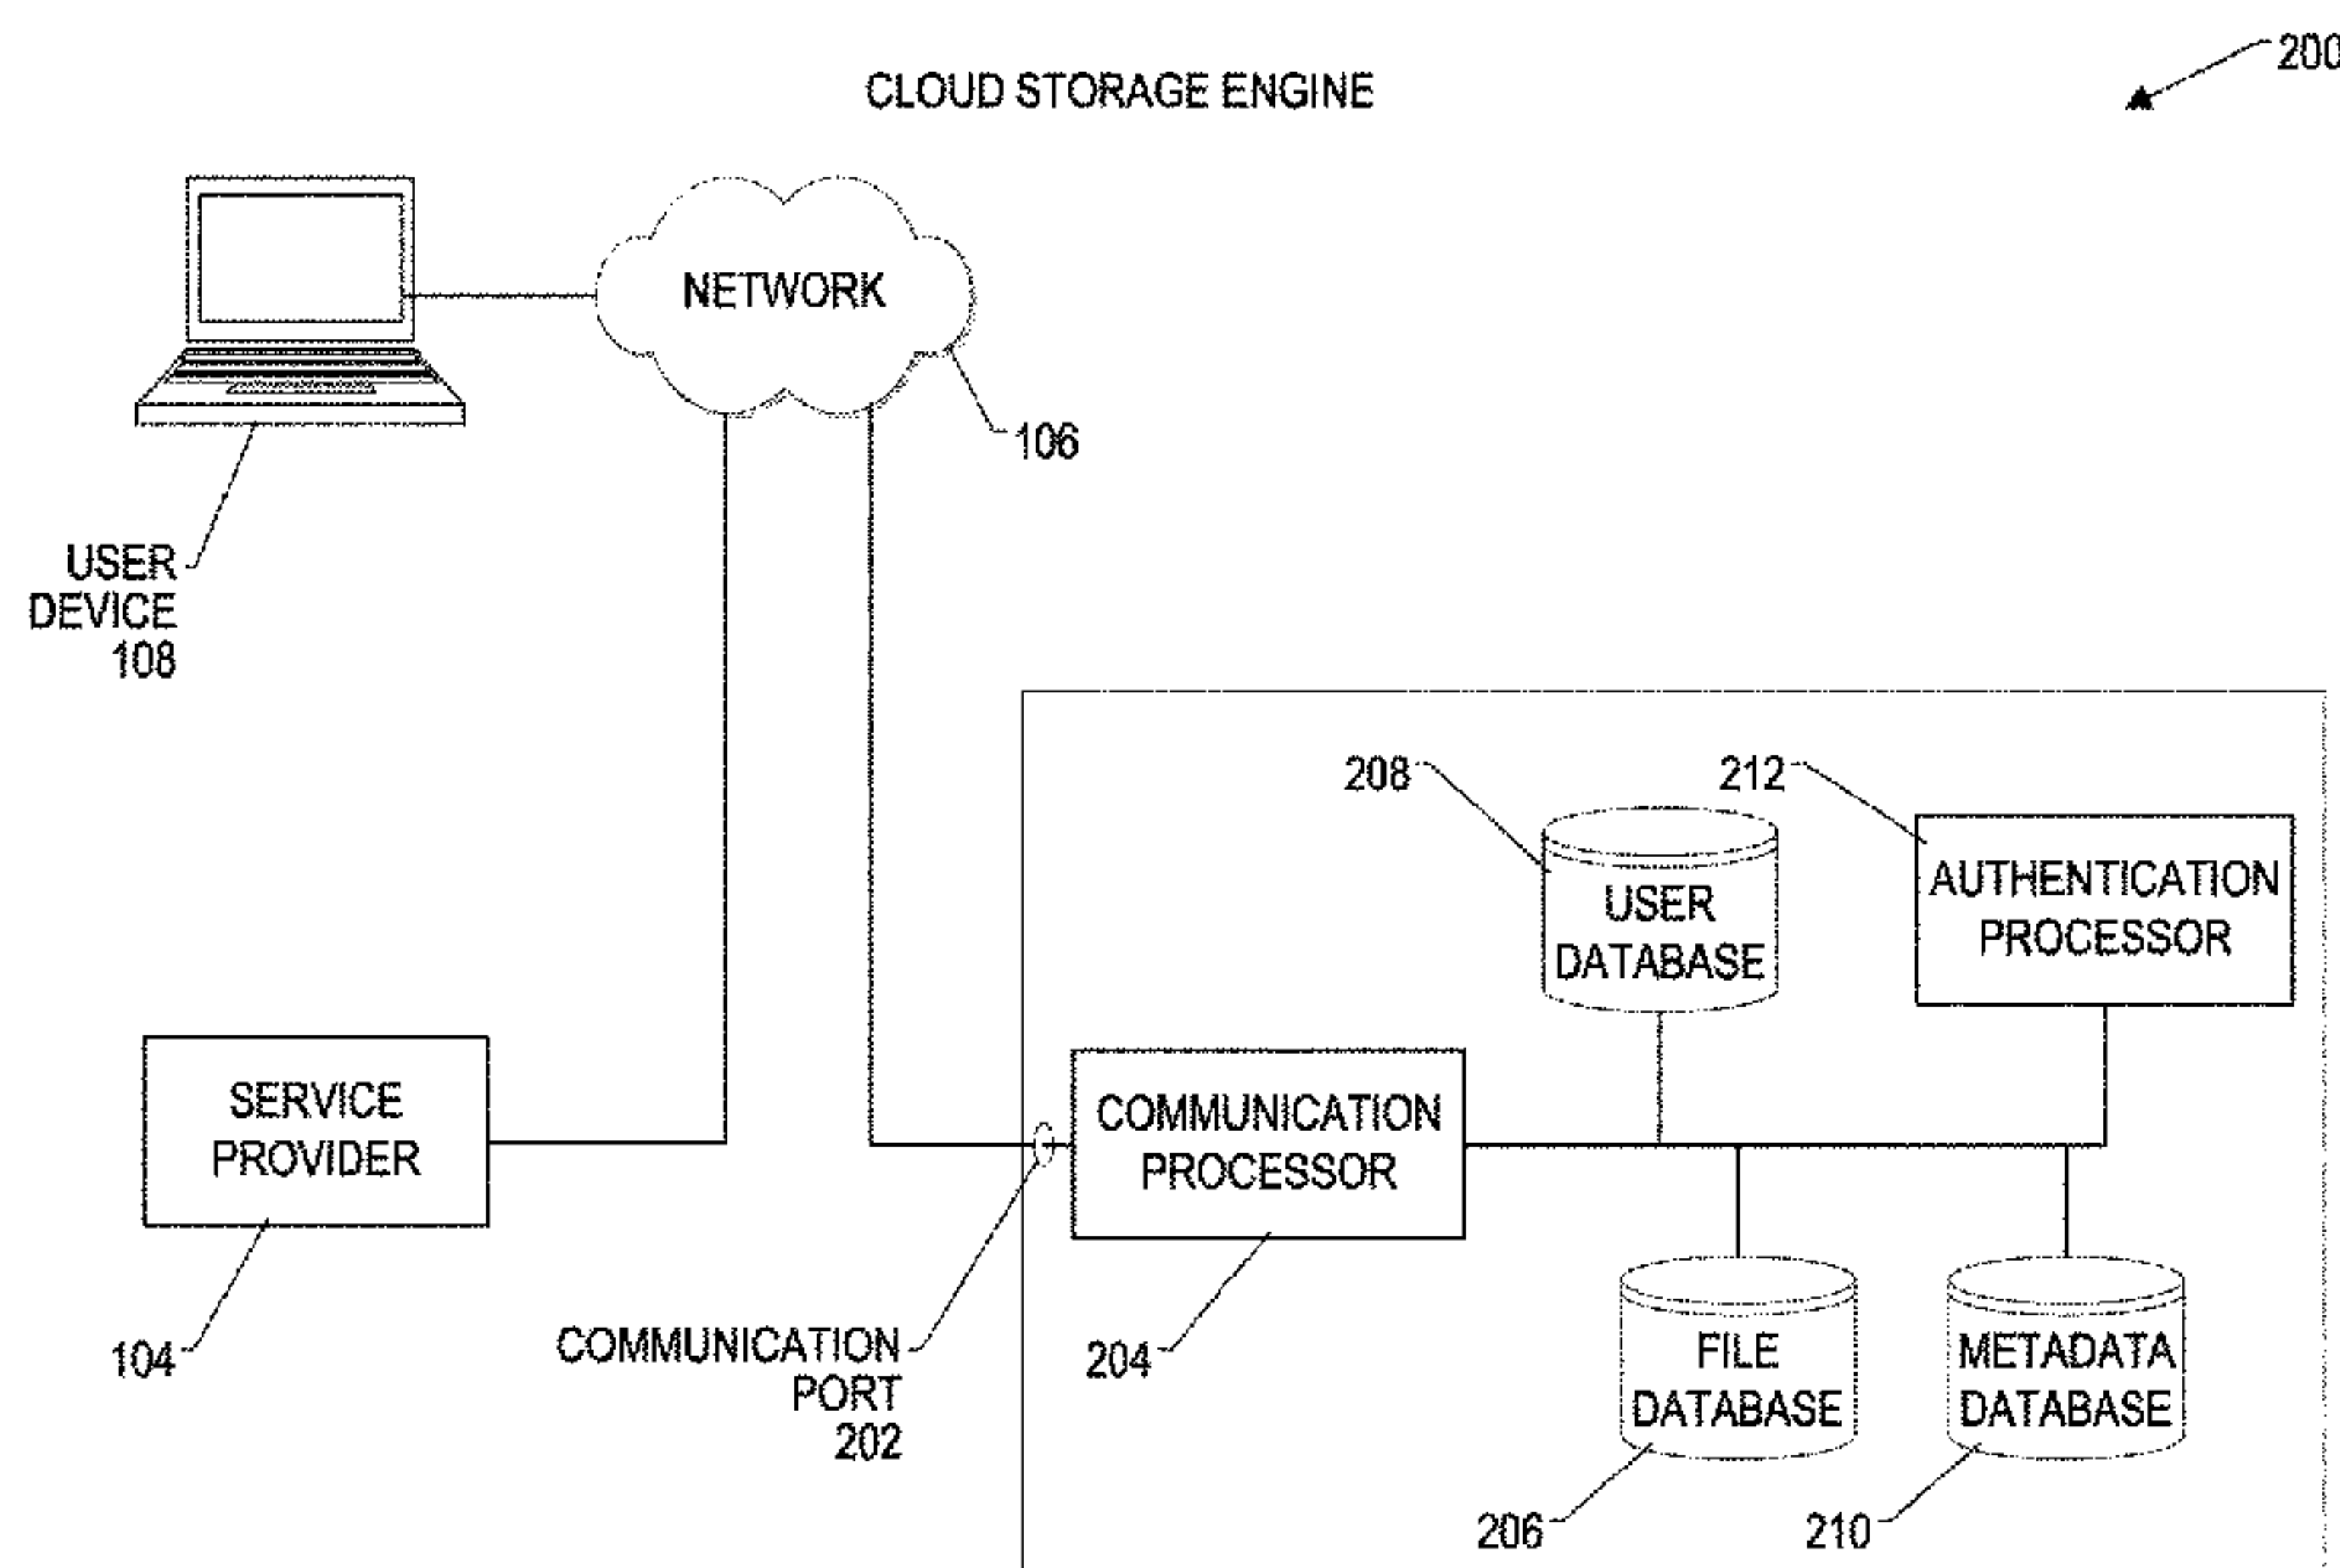 200
CLOUD STORAGE ENGINE
NETWORK
106
USER
DEVICE
108
208
212
USER
DATABASE
AUTHENTICATION
PROCESSOR
SERVICE
PROVIDER
COMMUNICATION
PROCESSOR
104
COMMUNICATION
PORT
202
204
FILE
DATABASE
METADATA
DATABASE
206
210